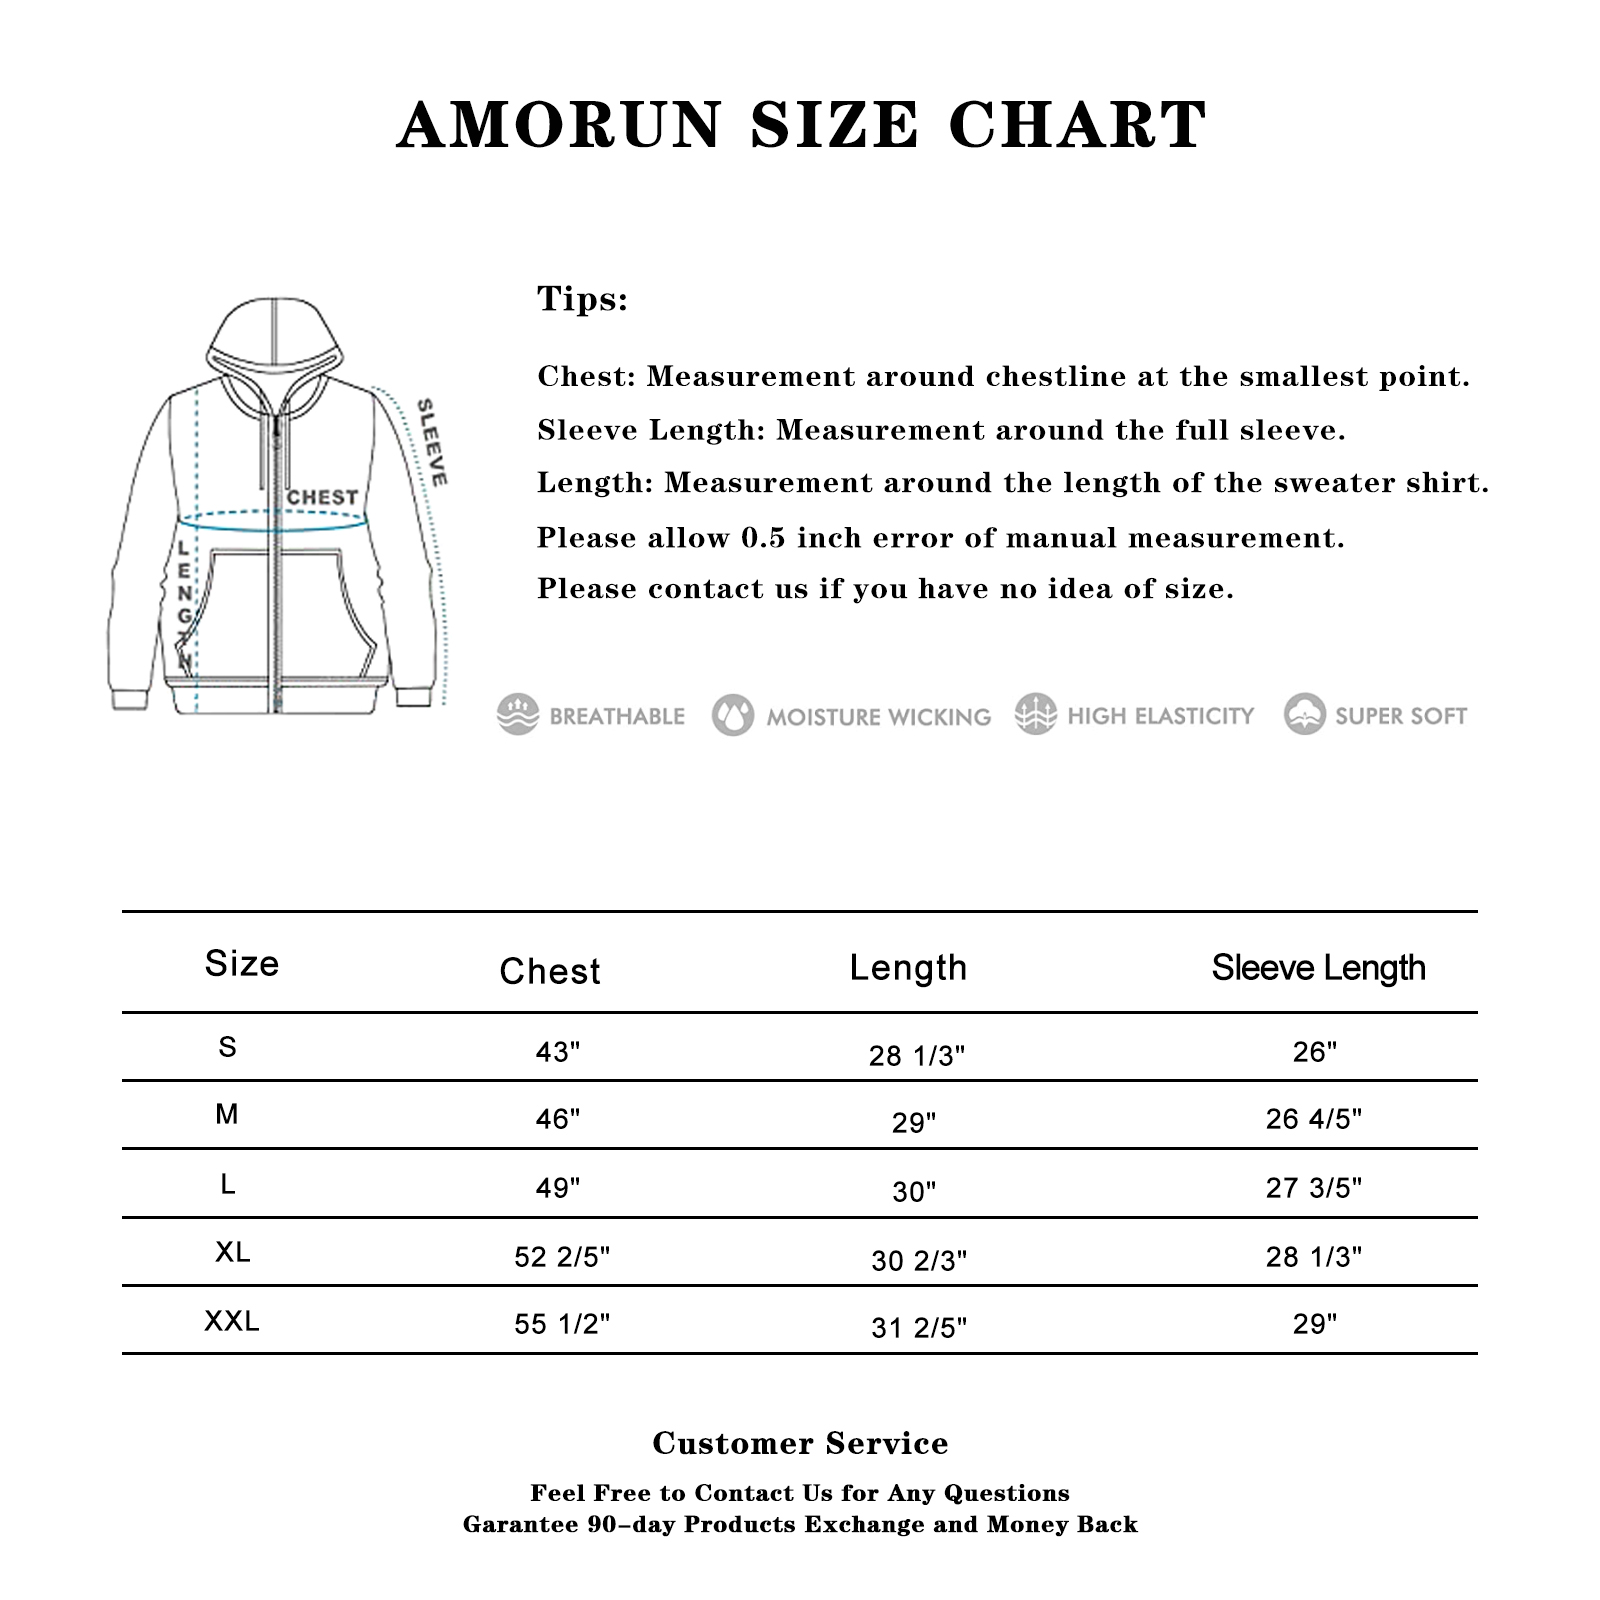 AMORUN SIZE CHART
Tips:
Chest: Measurement around chestline at the smallest point.
Sleeve Length: Measurement around the full sleeve.
Length: Measurement around the length of the sweater shirt.
Please allow 0.5 inch error of manual measurement.
Please contact us if you have no idea of size.
SLEEVE
CHEST
LENGTH
BREATHABLE MOISTURE WICKING HIGH ELASTICITY SUPER SOFT
Size Chest Length Sleeve Length
S 43" 28 1/3" 26"
M 46" 29" 26 4/5"
L 49" 30" 27 3/5"
XL 52 2/5" 30 2/3" 28 1/3"
XXL 55 1/2" 31 2/5" 29"
Customer Service
Feel Free to Contact Us for Any Questions
Garantee 90-day Products Exchange and Money Back